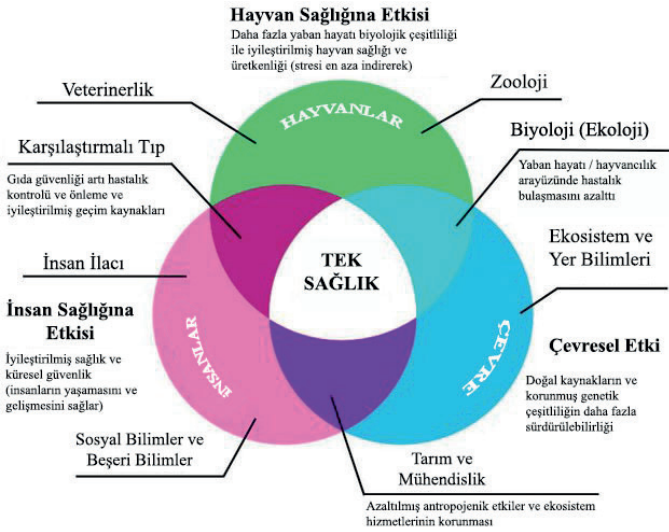 Hayvan Sağlığına Etkisi
Daha fazla yaban hayatı biyolojik çeşitliliği
ile iyileştirilmiş hayvan sağlığı ve
üretkenliği (stresi en aza indirerek)
Veterinerlik
Zooloji
HAYVANLAR
Karşılaştırmalı Tıp
Gıda güvenliği artı hastalık
kontrolü ve önleme ve
iyileştirilmiş geçim kaynakları
Biyoloji (Ekoloji)
Yaban hayatı / hayvancılık
arayüzünde hastalık
bulaşmasını azalttı
TEK
SAĞLIK
İnsan İlacı
Ekosistem ve
Yer Bilimleri
İnsan Sağlığına
Etkisi
İyileştirilmiş sağlık ve
küresel güvenlik
(insanların yaşamasını ve
gelişmesini sağlar)
İNSANLAR
ÇEVRE
Çevresel Etki
Doğal kaynakların ve
korunmuş genetik
çeşitliliğin daha fazla
sürdürülebilirliği
Sosyal Bilimler ve
Beşeri Bilimler
Tarım ve
Mühendislik
Azaltılmış antropojenik etkiler ve ekosistem
hizmetlerinin korunması